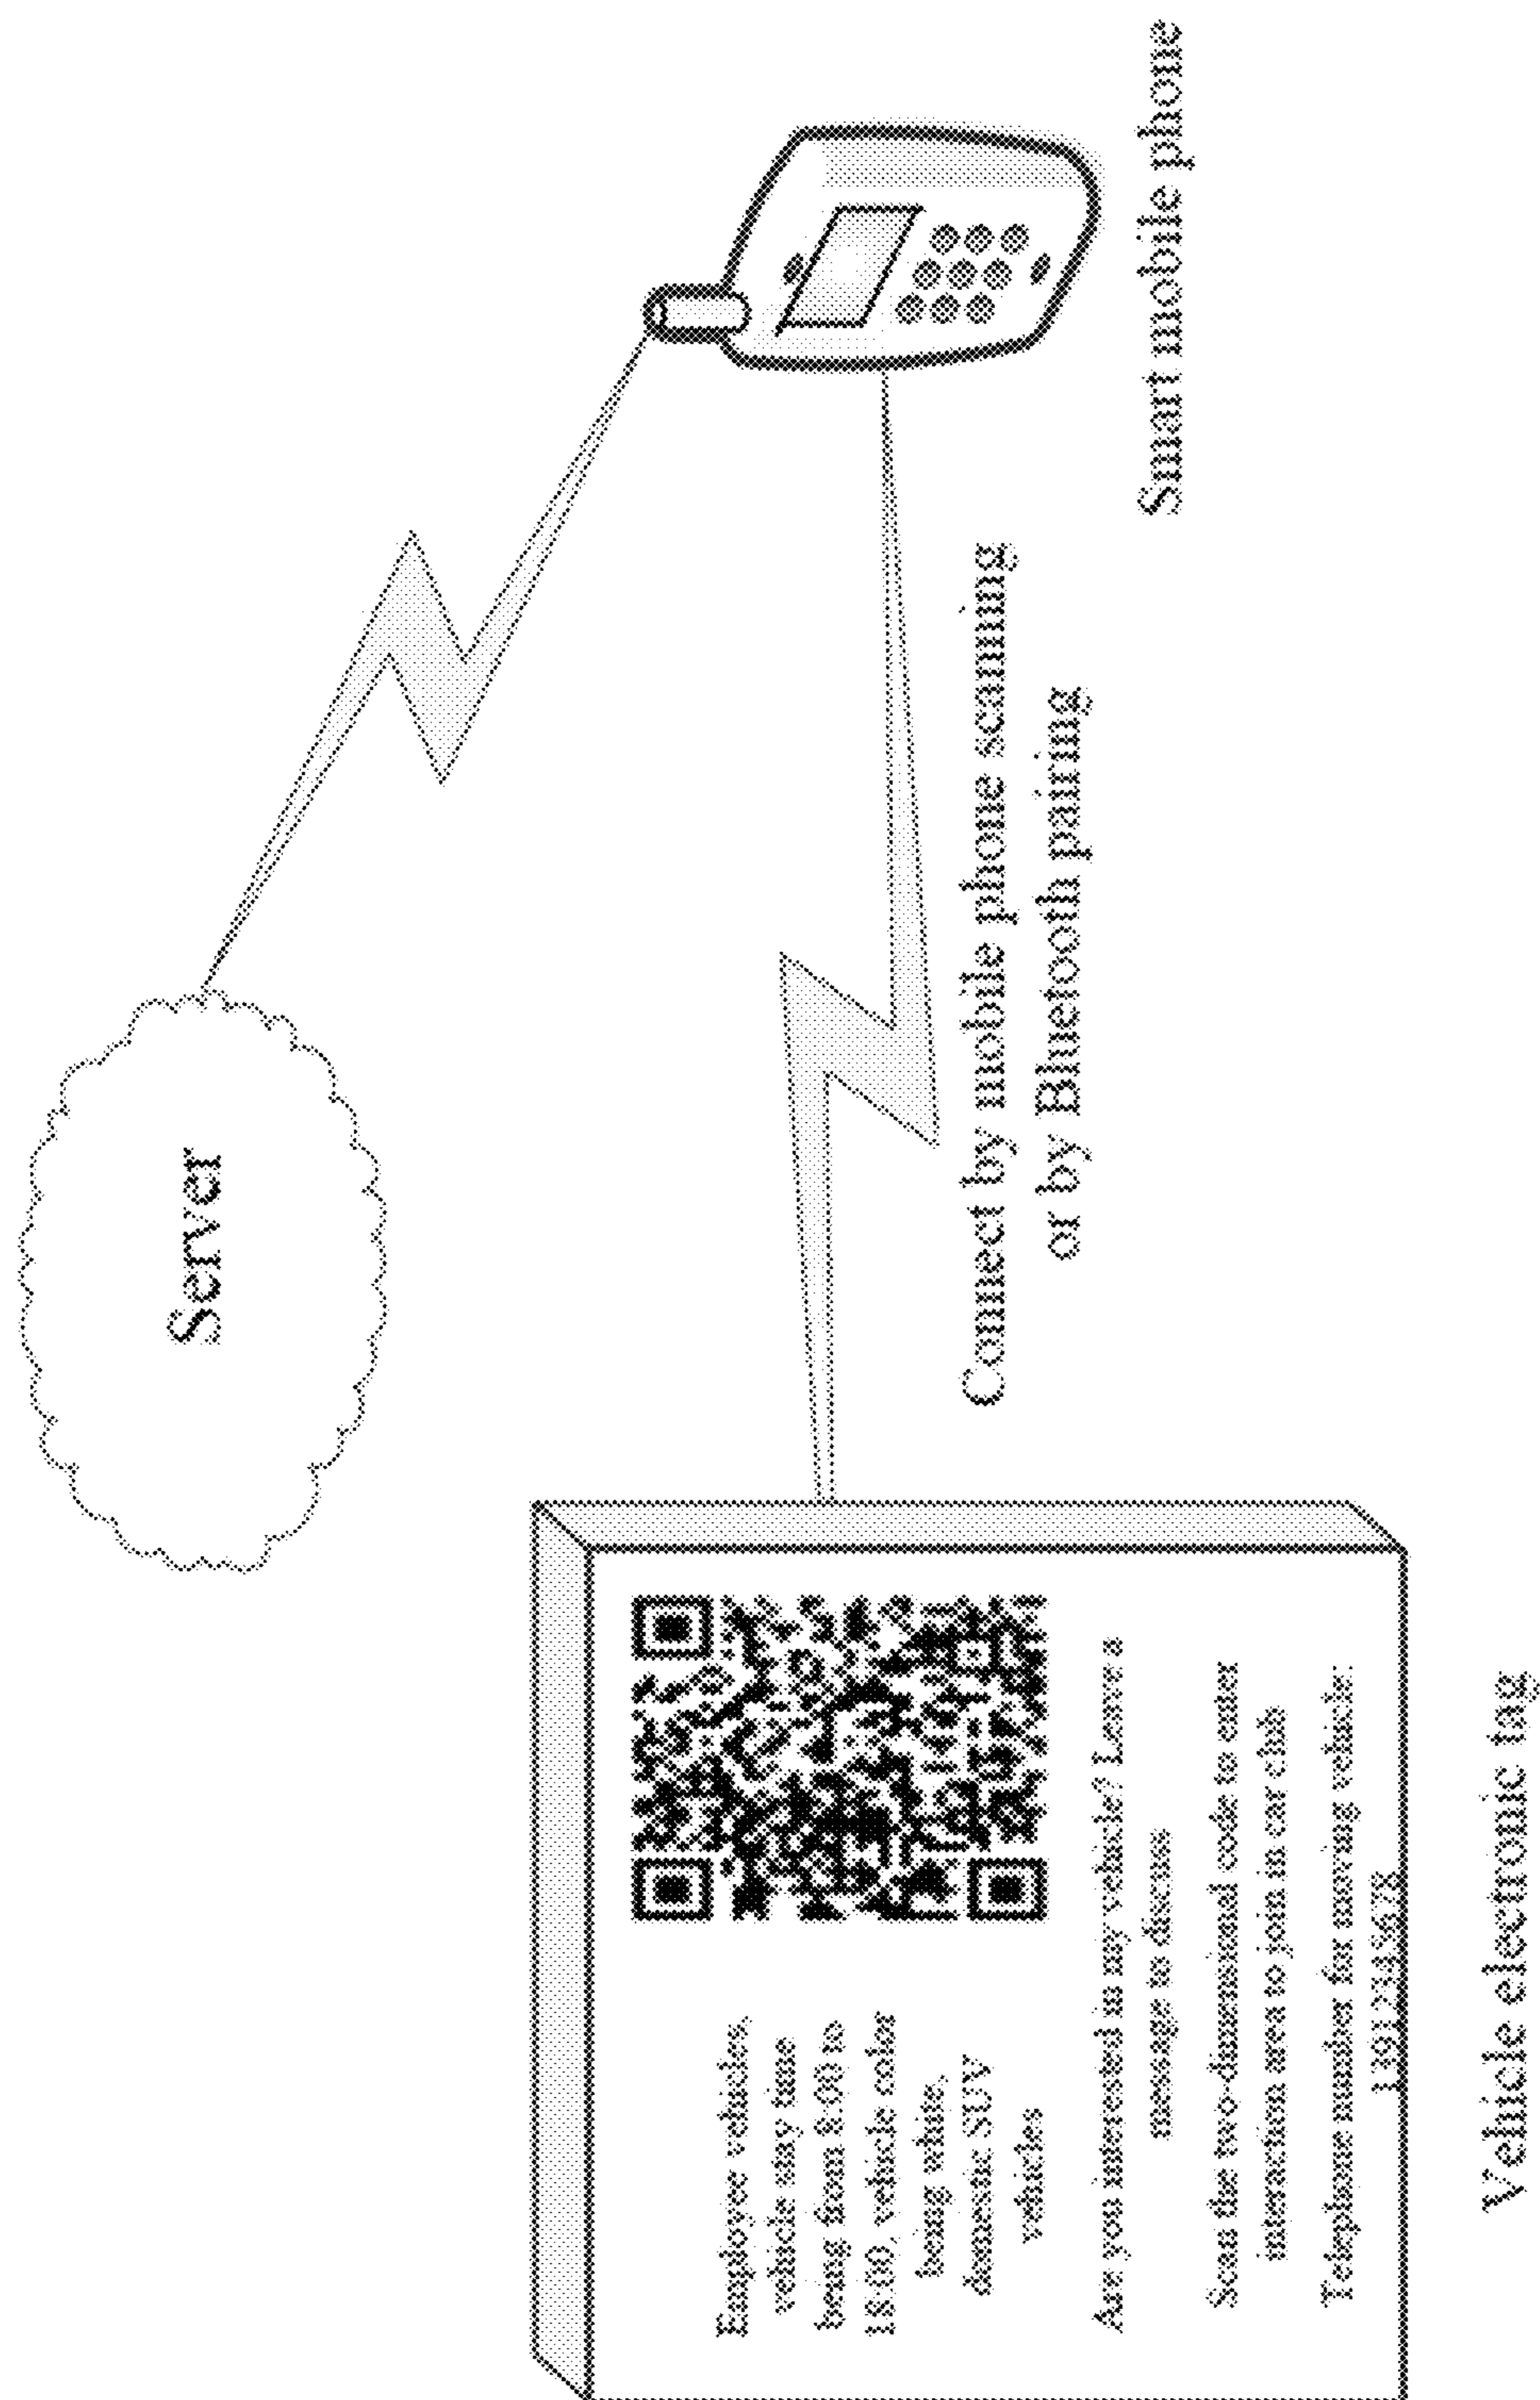 Server
Smart mobile phone
Connect by mobile phone scanning
or by Bluetooth pairing
Employee vehicles,
vehicle stay time
being from 8:00 to
18:00, vehicle color
being white,
domestic SUV
vehicles
Are you interested in my vehicle? Leave a
message to discuss
Scan the two-dimensional code to enter
interaction area to join in car club
Telephone number for moving vehicle:
13912345678
Vehicle electronic tag